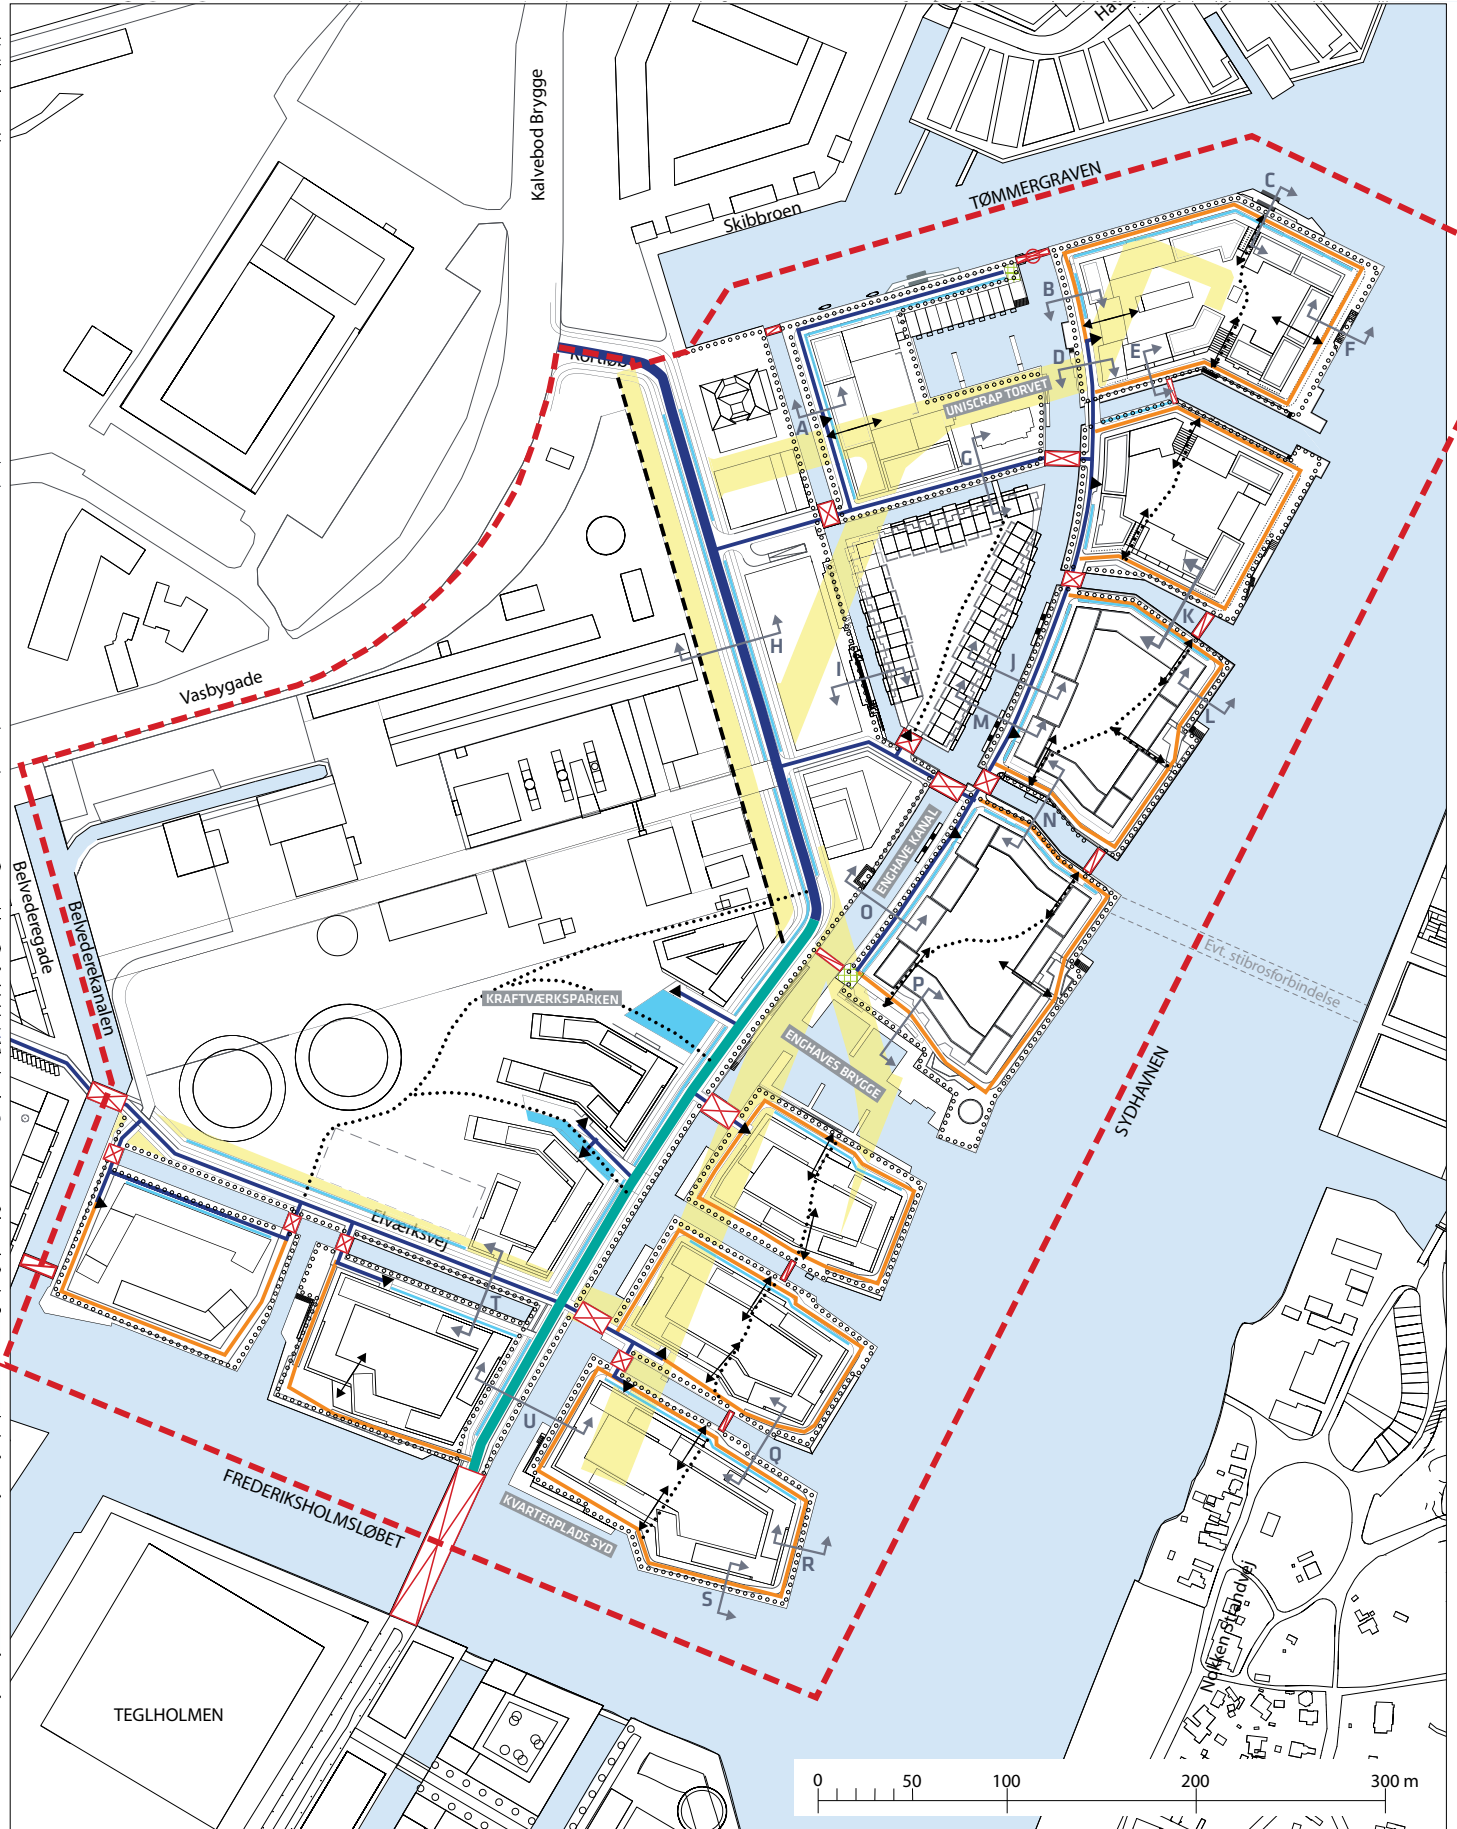 Ha
Kalvebod Brygge
Skibbroen
TØMMERGRAVEN
C
B
F
D
E
UNISCRAP TORVET
A
G
K
H
I
J
L
M
Vasbygade
N
ENGHAVE KANAL
O
Belvederegade
Belvederekanalen
KRAFTVÆRKSPARKEN
P
Evt. stibrosforbindelse
ENGHAVES BRYGGE
SYDHAVNEN
Elværksvej
T
U
Q
FREDERIKSHOLMSLØBET
KVARTERPLADS SYD
R
S
Nokken Strandvej
TEGLHOLMEN
0 50 100 200 300 m